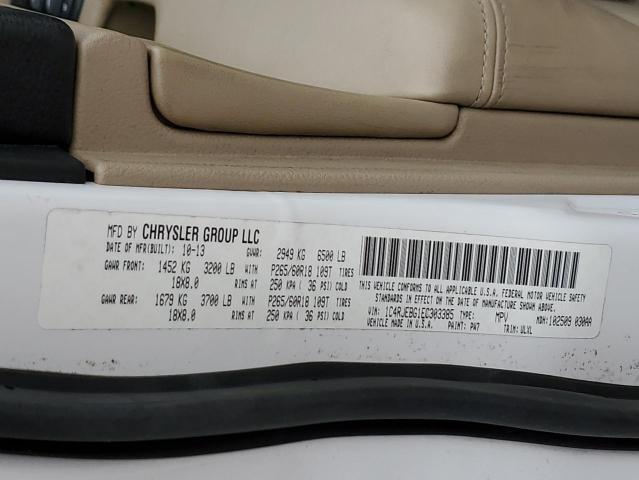 MFD BY CHRYSLER GROUP LLC
DATE OF MFR(BUILT): 10-13 GVWR: 2949 KG 6500 LB
GAWR FRONT: 1452 KG 3200 LB WITH P265/60R18 109T TIRES
18X8.0 RIMS AT 250 KPA ( 36 PSI) COLD
GAWR REAR: 1679 KG 3700 LB WITH P265/60R18 109T TIRES
18X8.0 RIMS AT 250 KPA ( 36 PSI) COLD
THIS VEHICLE CONFORMS TO ALL APPLICABLE U.S.A. FEDERAL MOTOR VEHICLE SAFETY
STANDARDS IN EFFECT ON THE DATE OF MANUFACTURE SHOWN ABOVE.
VIN: 1C4RJEBG1EC303385 TYPE: MPV MDH: 102509 030AA
VEHICLE MADE IN U.S.A. PAINT: PW7 TRIM: ULYL